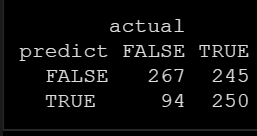 actual
predict FALSE TRUE
FALSE 267 245
TRUE 94 250